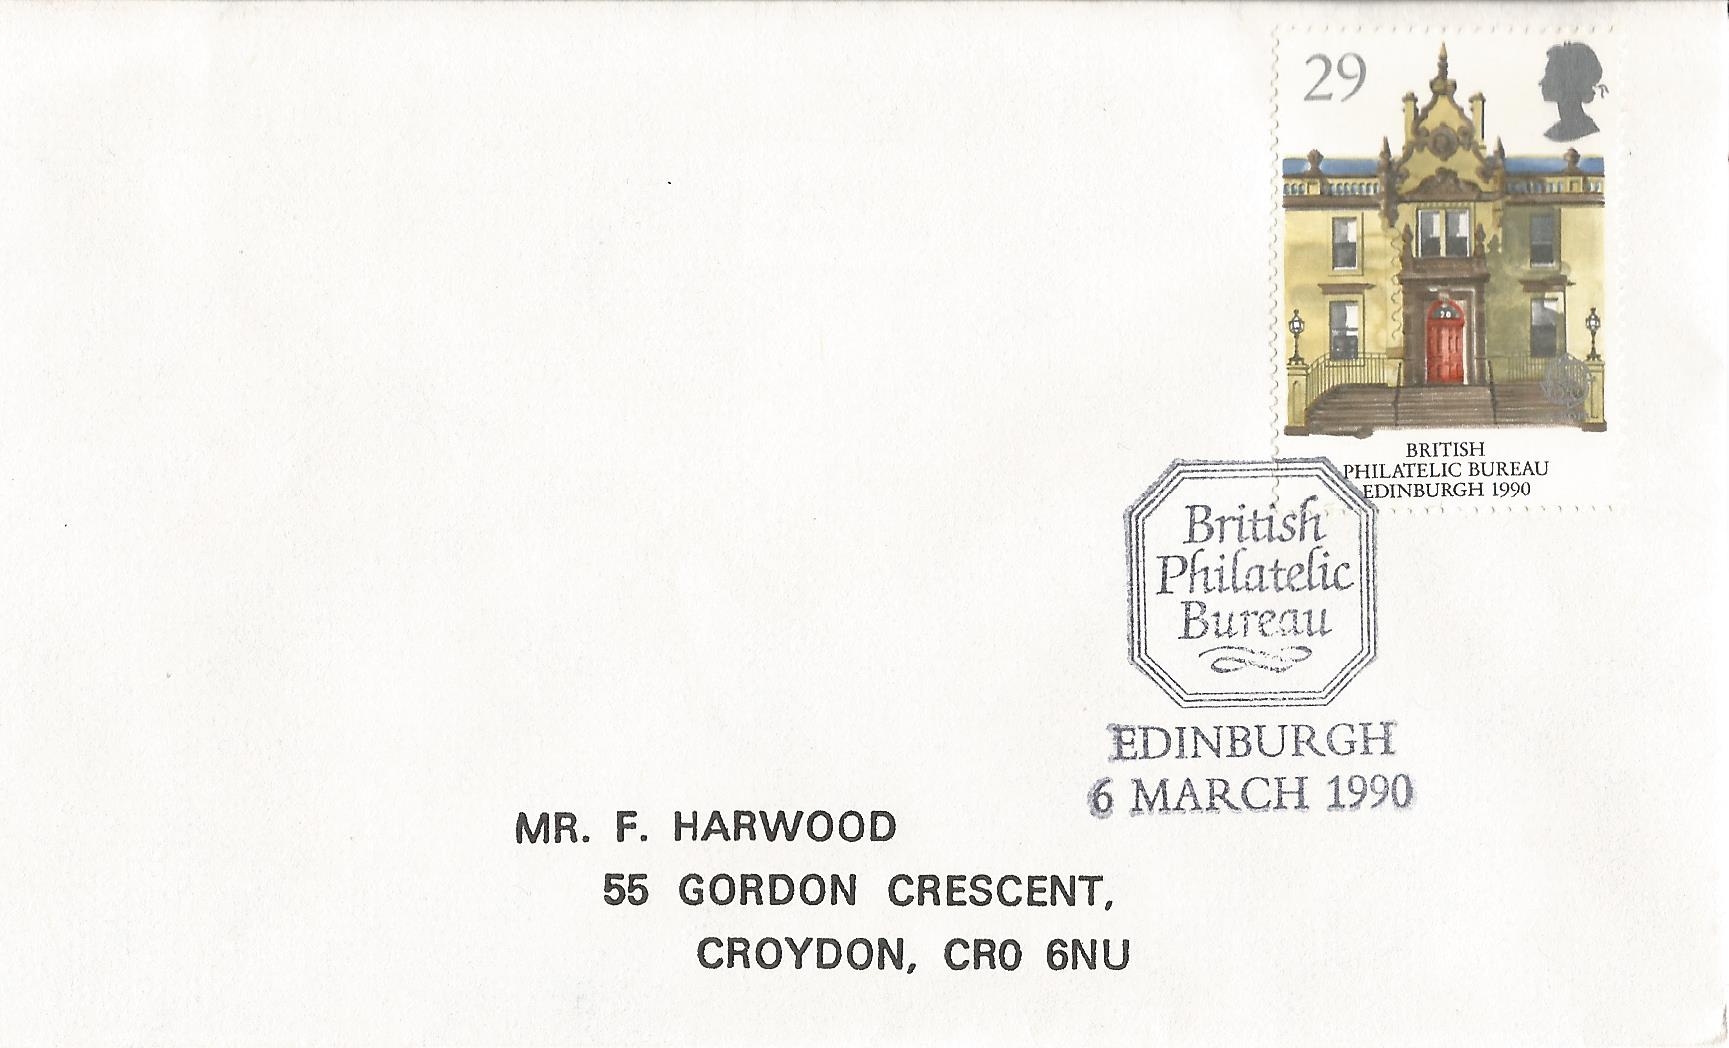 29
20
BRITISH
PHILATELIC BUREAU
EDINBURGH 1990
British
Philatelic
Bureau
EDINBURGH
6 MARCH 1990
MR. F. HARWOOD
55 GORDON CRESCENT,
CROYDON, CR0 6NU